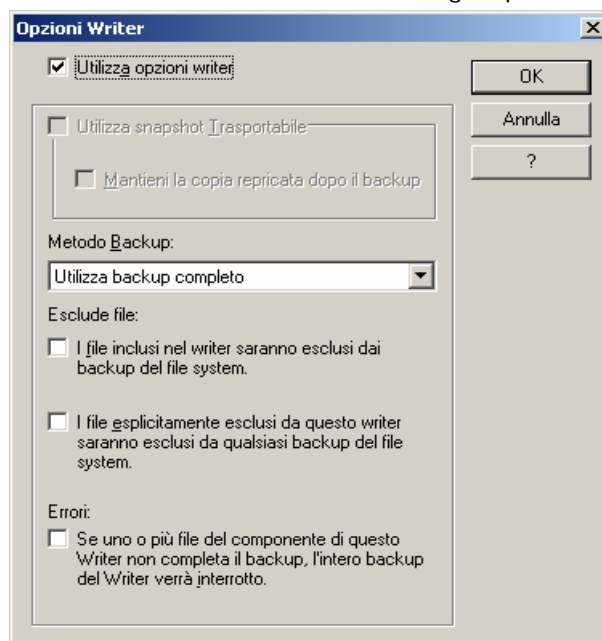 Opzioni Writer
Utilizza opzioni writer
OK
Annulla
?
Utilizza snapshot Trasportabile
Mantieni la copia repricata dopo il backup
Metodo Backup:
Utilizza backup completo
Esclude file:
I file inclusi nel writer saranno esclusi dai
backup del file system.
I file esplicitamente esclusi da questo writer
saranno esclusi da qualsiasi backup del file
system.
Errori:
Se uno o più file del componente di questo
Writer non completa il backup, l'intero backup
del Writer verrà interrotto.